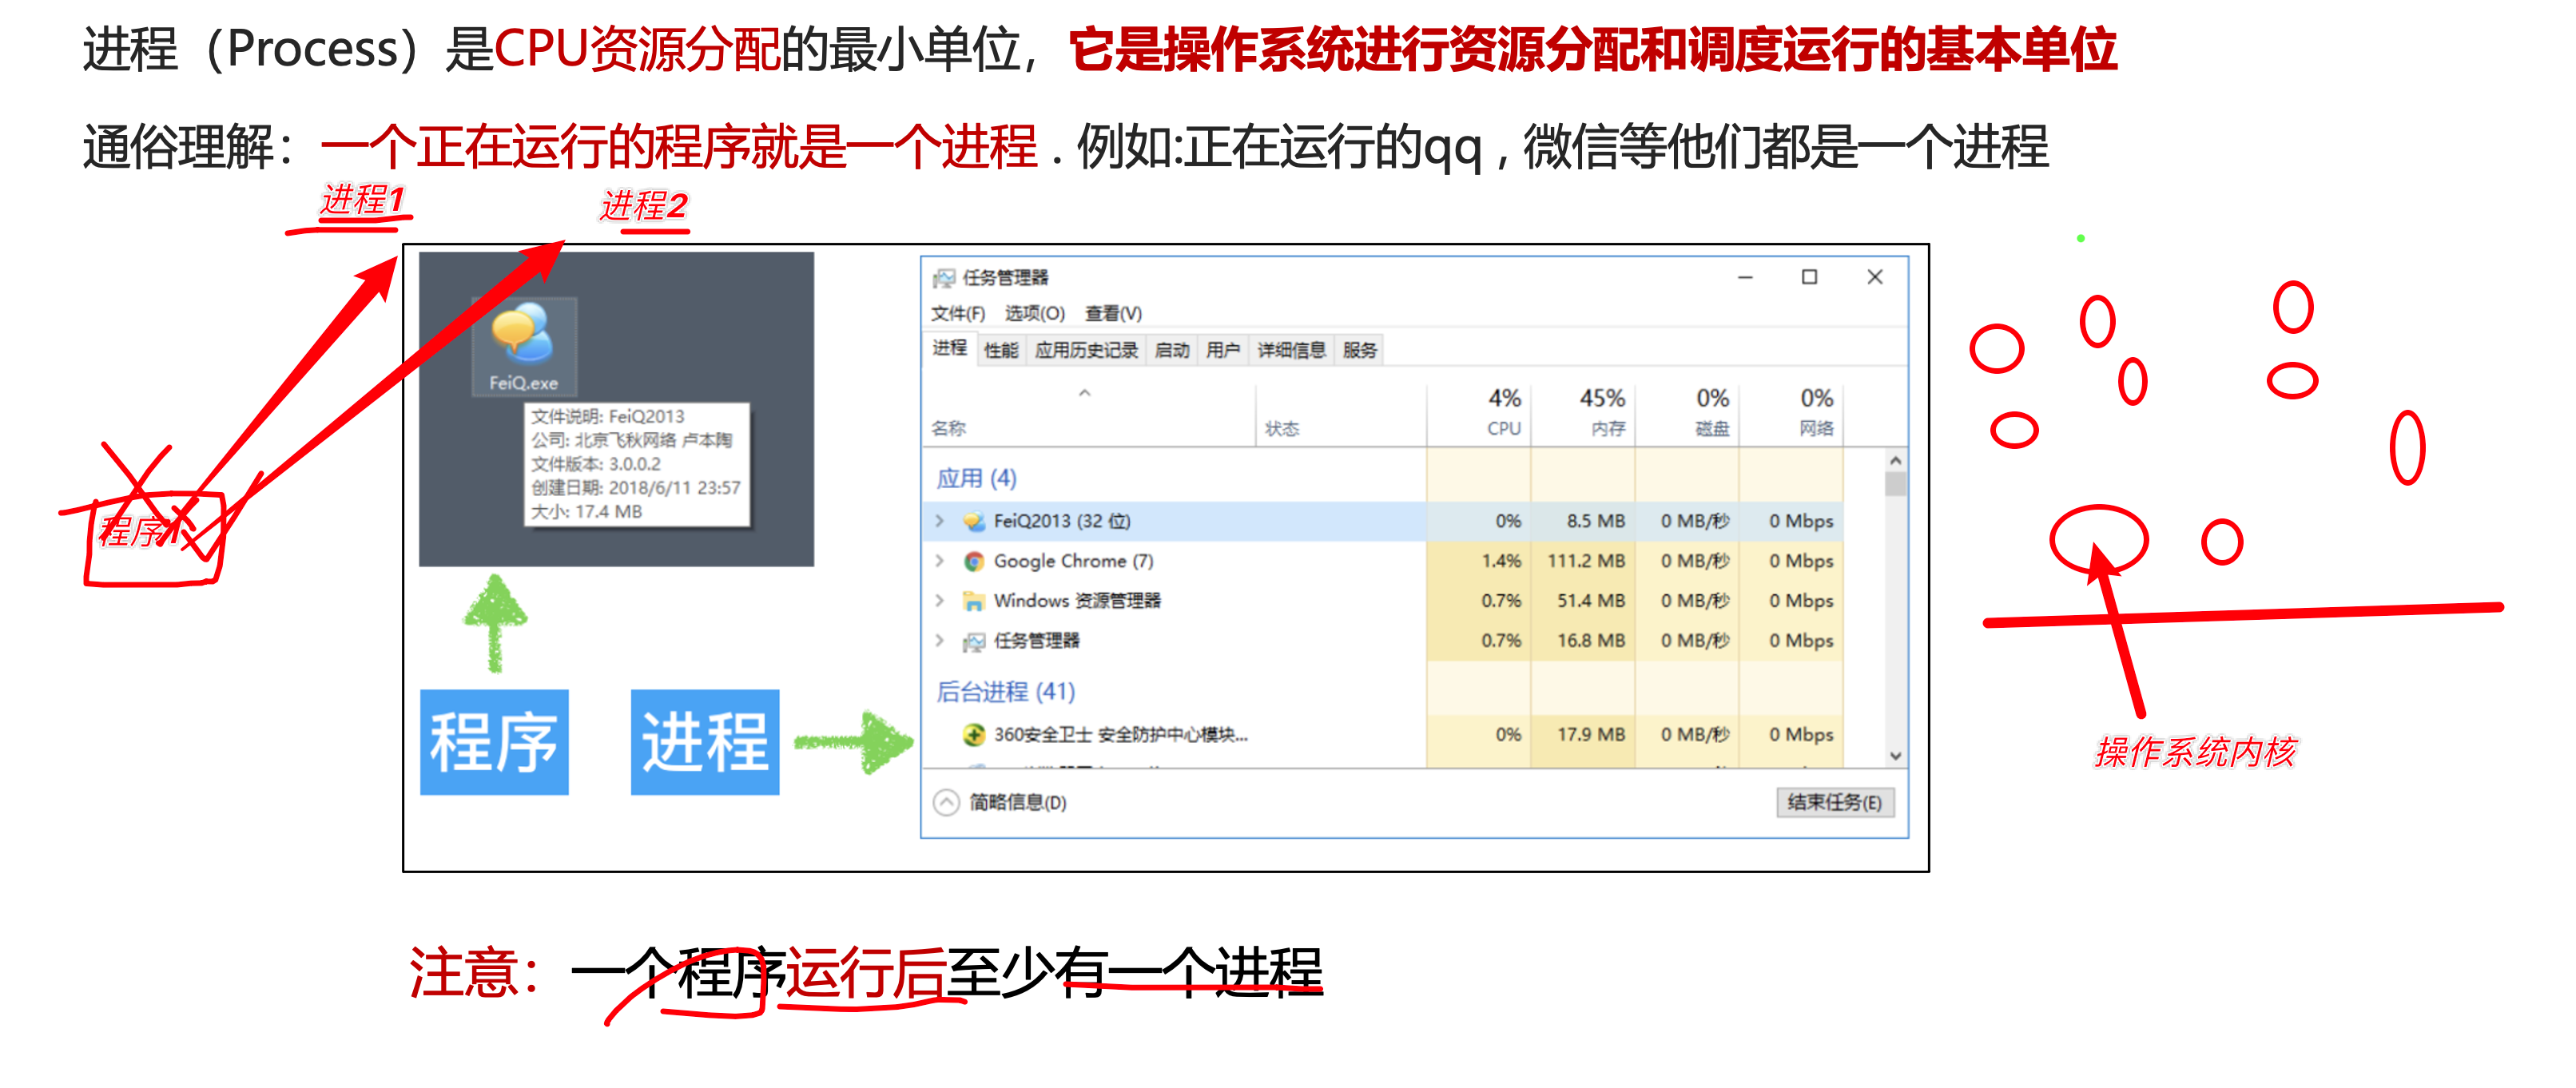 进程（Process）是CPU资源分配的最小单位，它是操作系统进行资源分配和调度运行的基本单位
通俗理解：一个正在运行的程序就是一个进程 . 例如:正在运行的qq , 微信等他们都是一个进程
进程1
进程2
程序1
FeiQ.exe
文件说明: FeiQ2013
公司: 北京飞秋网络 卢本陶
文件版本: 3.0.0.2
创建日期: 2018/6/11 23:57
大小: 17.4 MB
程序
进程
任务管理器
文件(F) 选项(O) 查看(V)
进程 性能 应用历史记录 启动 用户 详细信息 服务
4% 45% 0% 0%
名称 状态 CPU 内存 磁盘 网络
应用 (4)
FeiQ2013 (32 位) 0% 8.5 MB 0 MB/秒 0 Mbps
Google Chrome (7) 1.4% 111.2 MB 0 MB/秒 0 Mbps
Windows 资源管理器 0.7% 51.4 MB 0 MB/秒 0 Mbps
任务管理器 0.7% 16.8 MB 0 MB/秒 0 Mbps
后台进程 (41)
360安全卫士 安全防护中心模块... 0% 17.9 MB 0 MB/秒 0 Mbps
简略信息(D)
结束任务(E)
操作系统内核
注意：一个程序运行后至少有一个进程